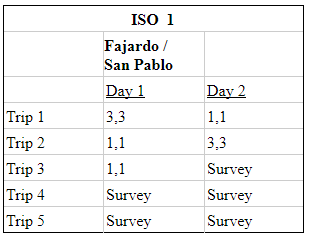 ISO 1
Fajardo /
San Pablo
Day 1 Day 2
Trip 1 3,3 1,1
Trip 2 1,1 3,3
Trip 3 1,1 Survey
Trip 4 Survey Survey
Trip 5 Survey Survey